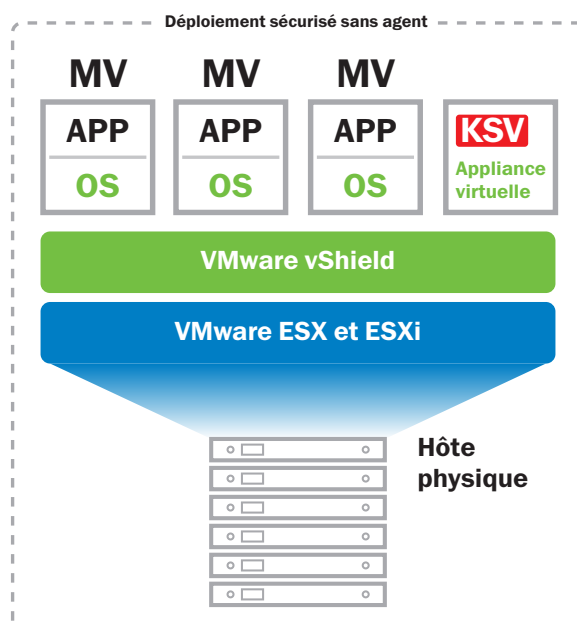 Déploiement sécurisé sans agent
MV MV MV
APP APP APP KSV
OS OS OS Appliance
virtuelle
VMware vShield
VMware ESX et ESXi
Hôte
physique